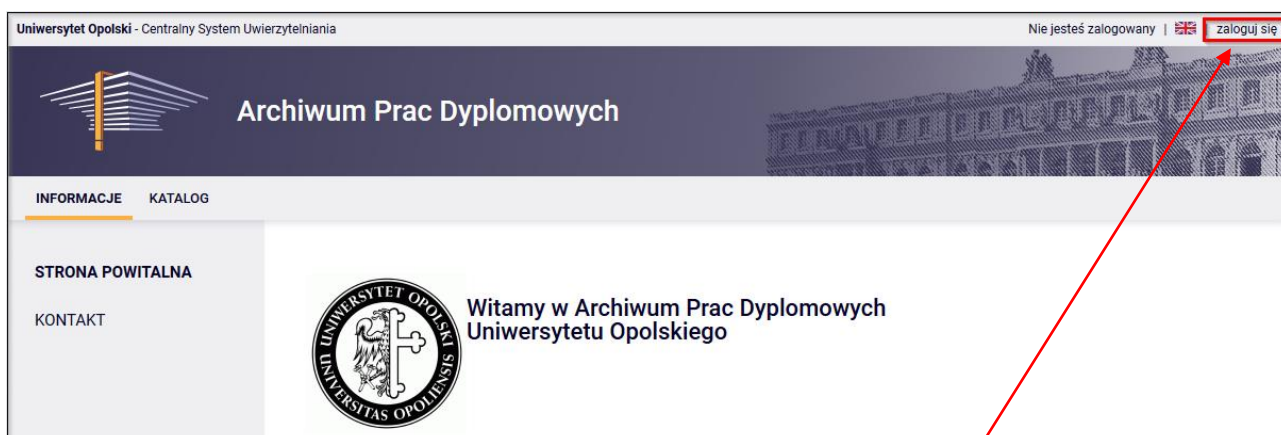 Uniwersytet Opolski - Centralny System Uwierzytelniania
Nie jesteś zalogowany | zaloguj się
Archiwum Prac Dyplomowych
INFORMACJE KATALOG
STRONA POWITALNA
KONTAKT
UNIWERSYTET OPOLSKI
UNIVERSITAS OPOLIENSIS
Witamy w Archiwum Prac Dyplomowych
Uniwersytetu Opolskiego